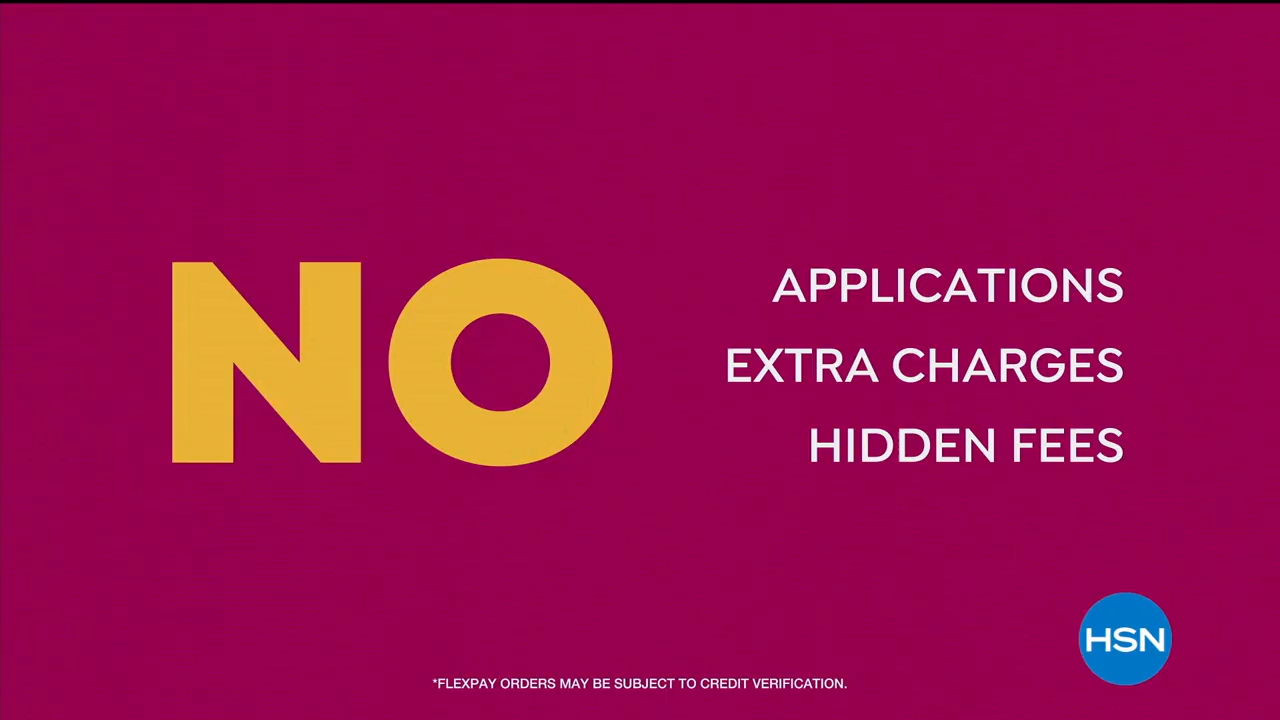 NO
APPLICATIONS
EXTRA CHARGES
HIDDEN FEES
HSN
*FLEXPAY ORDERS MAY BE SUBJECT TO CREDIT VERIFICATION.